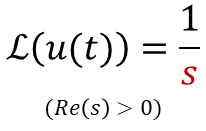 ℒ(u(t)) = 1/s
(Re(s) > 0)